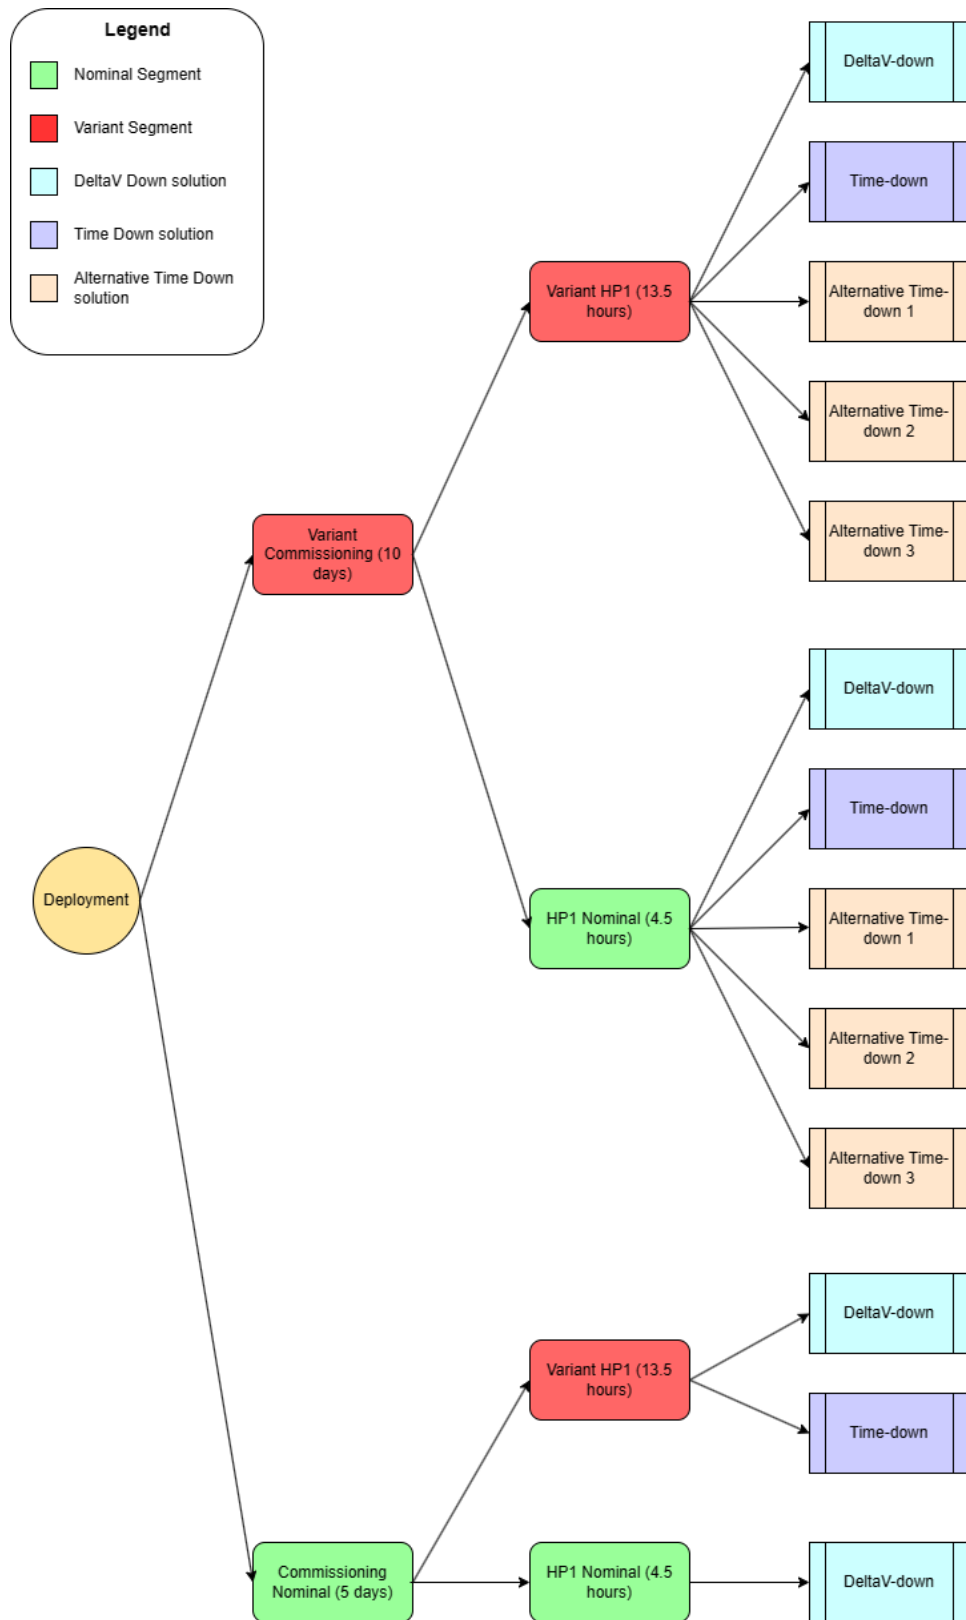 Legend
Nominal Segment
Variant Segment
DeltaV Down solution
Time Down solution
Alternative Time Down
solution
DeltaV-down
Time-down
Variant HP1 (13.5
hours)
Alternative Time-
down 1
Alternative Time-
down 2
Alternative Time-
down 3
Variant
Commissioning (10
days)
DeltaV-down
Time-down
Deployment
HP1 Nominal (4.5
hours)
Alternative Time-
down 1
Alternative Time-
down 2
Alternative Time-
down 3
DeltaV-down
Variant HP1 (13.5
hours)
Time-down
Commissioning
Nominal (5 days)
HP1 Nominal (4.5
hours)
DeltaV-down